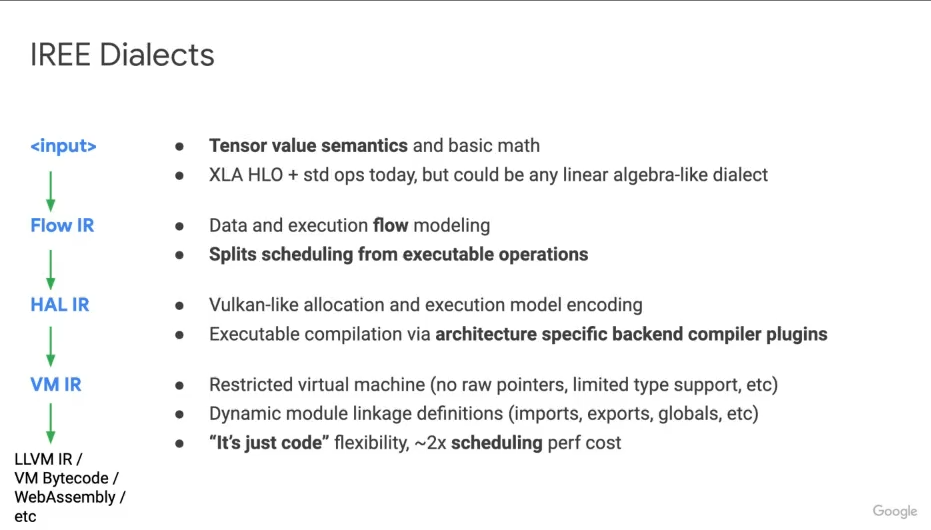 IREE Dialects
<input>
● Tensor value semantics and basic math
● XLA HLO + std ops today, but could be any linear algebra-like dialect
Flow IR
● Data and execution flow modeling
● Splits scheduling from executable operations
HAL IR
● Vulkan-like allocation and execution model encoding
● Executable compilation via architecture specific backend compiler plugins
VM IR
● Restricted virtual machine (no raw pointers, limited type support, etc)
● Dynamic module linkage definitions (imports, exports, globals, etc)
● “It’s just code” flexibility, ~2x scheduling perf cost
LLVM IR /
VM Bytecode /
WebAssembly /
etc
Google